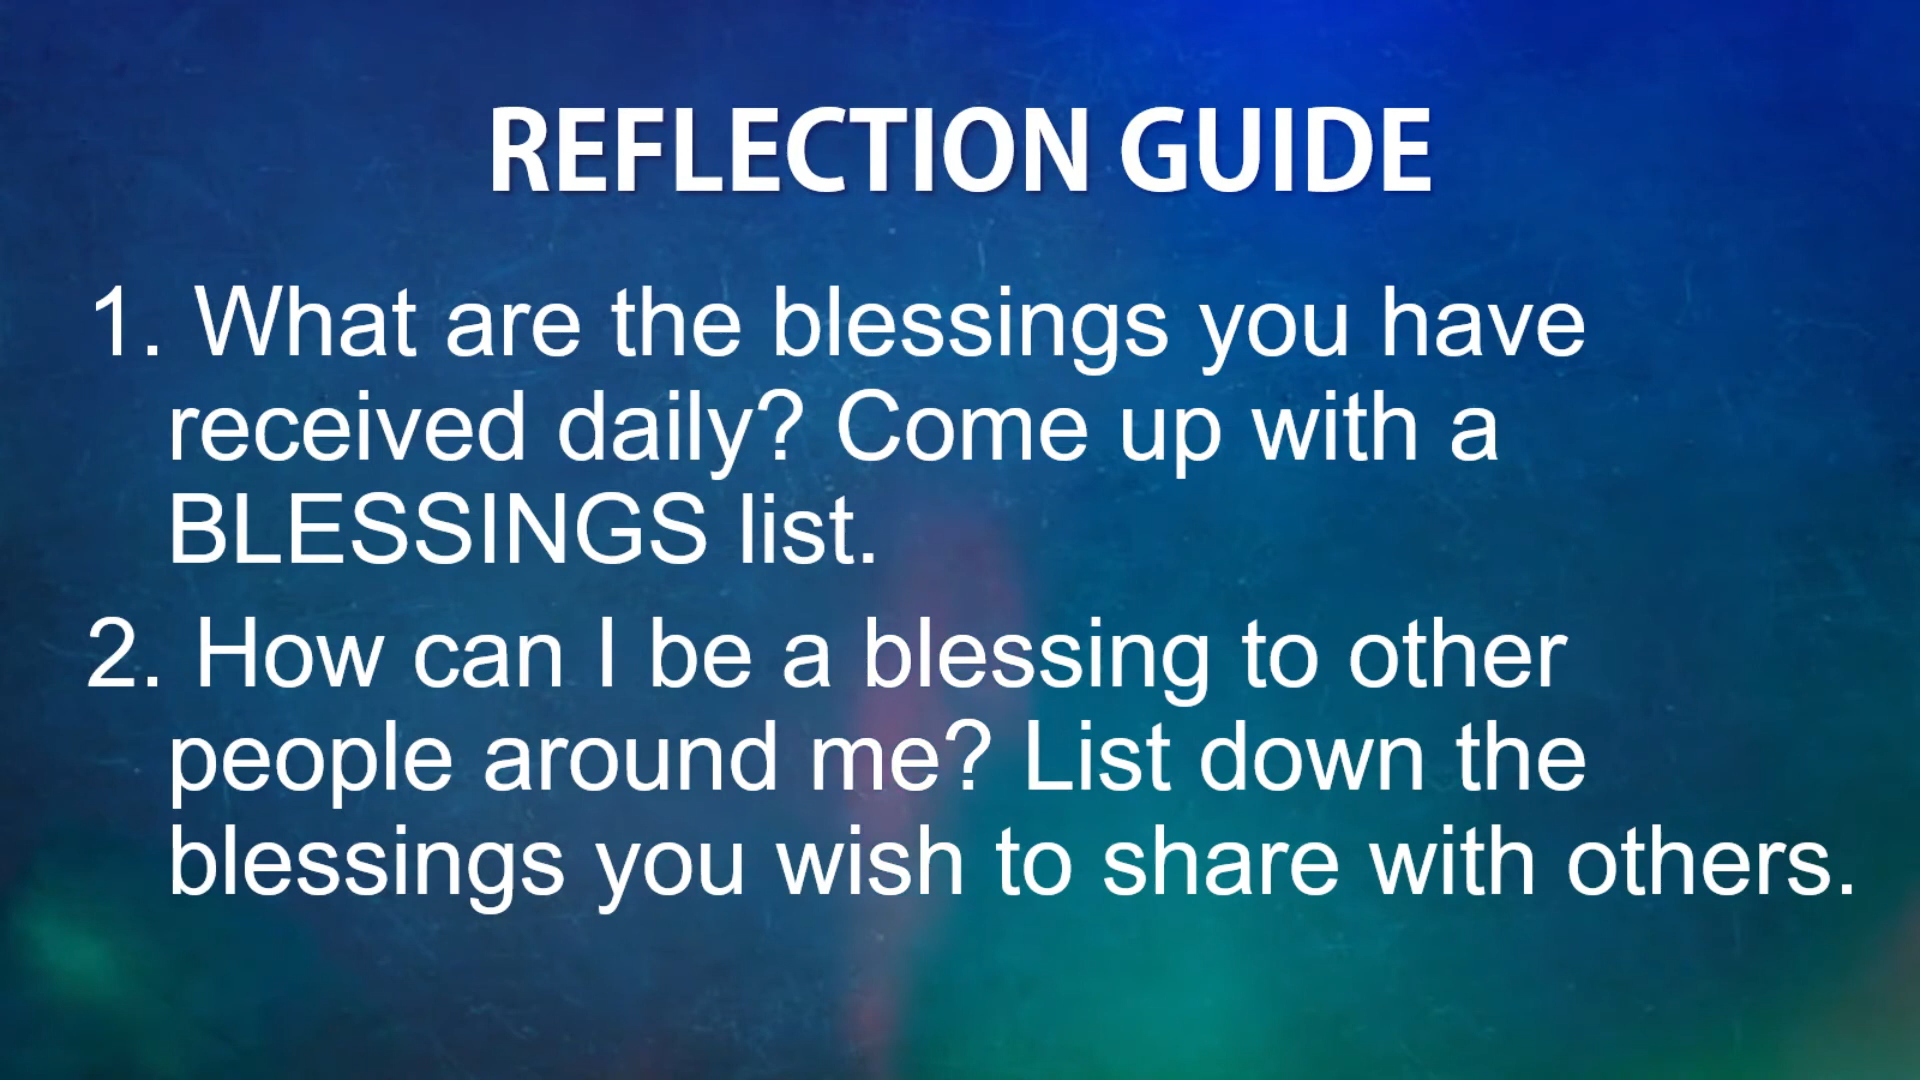 REFLECTION GUIDE
1. What are the blessings you have
received daily? Come up with a
BLESSINGS list.
2. How can I be a blessing to other
people around me? List down the
blessings you wish to share with others.